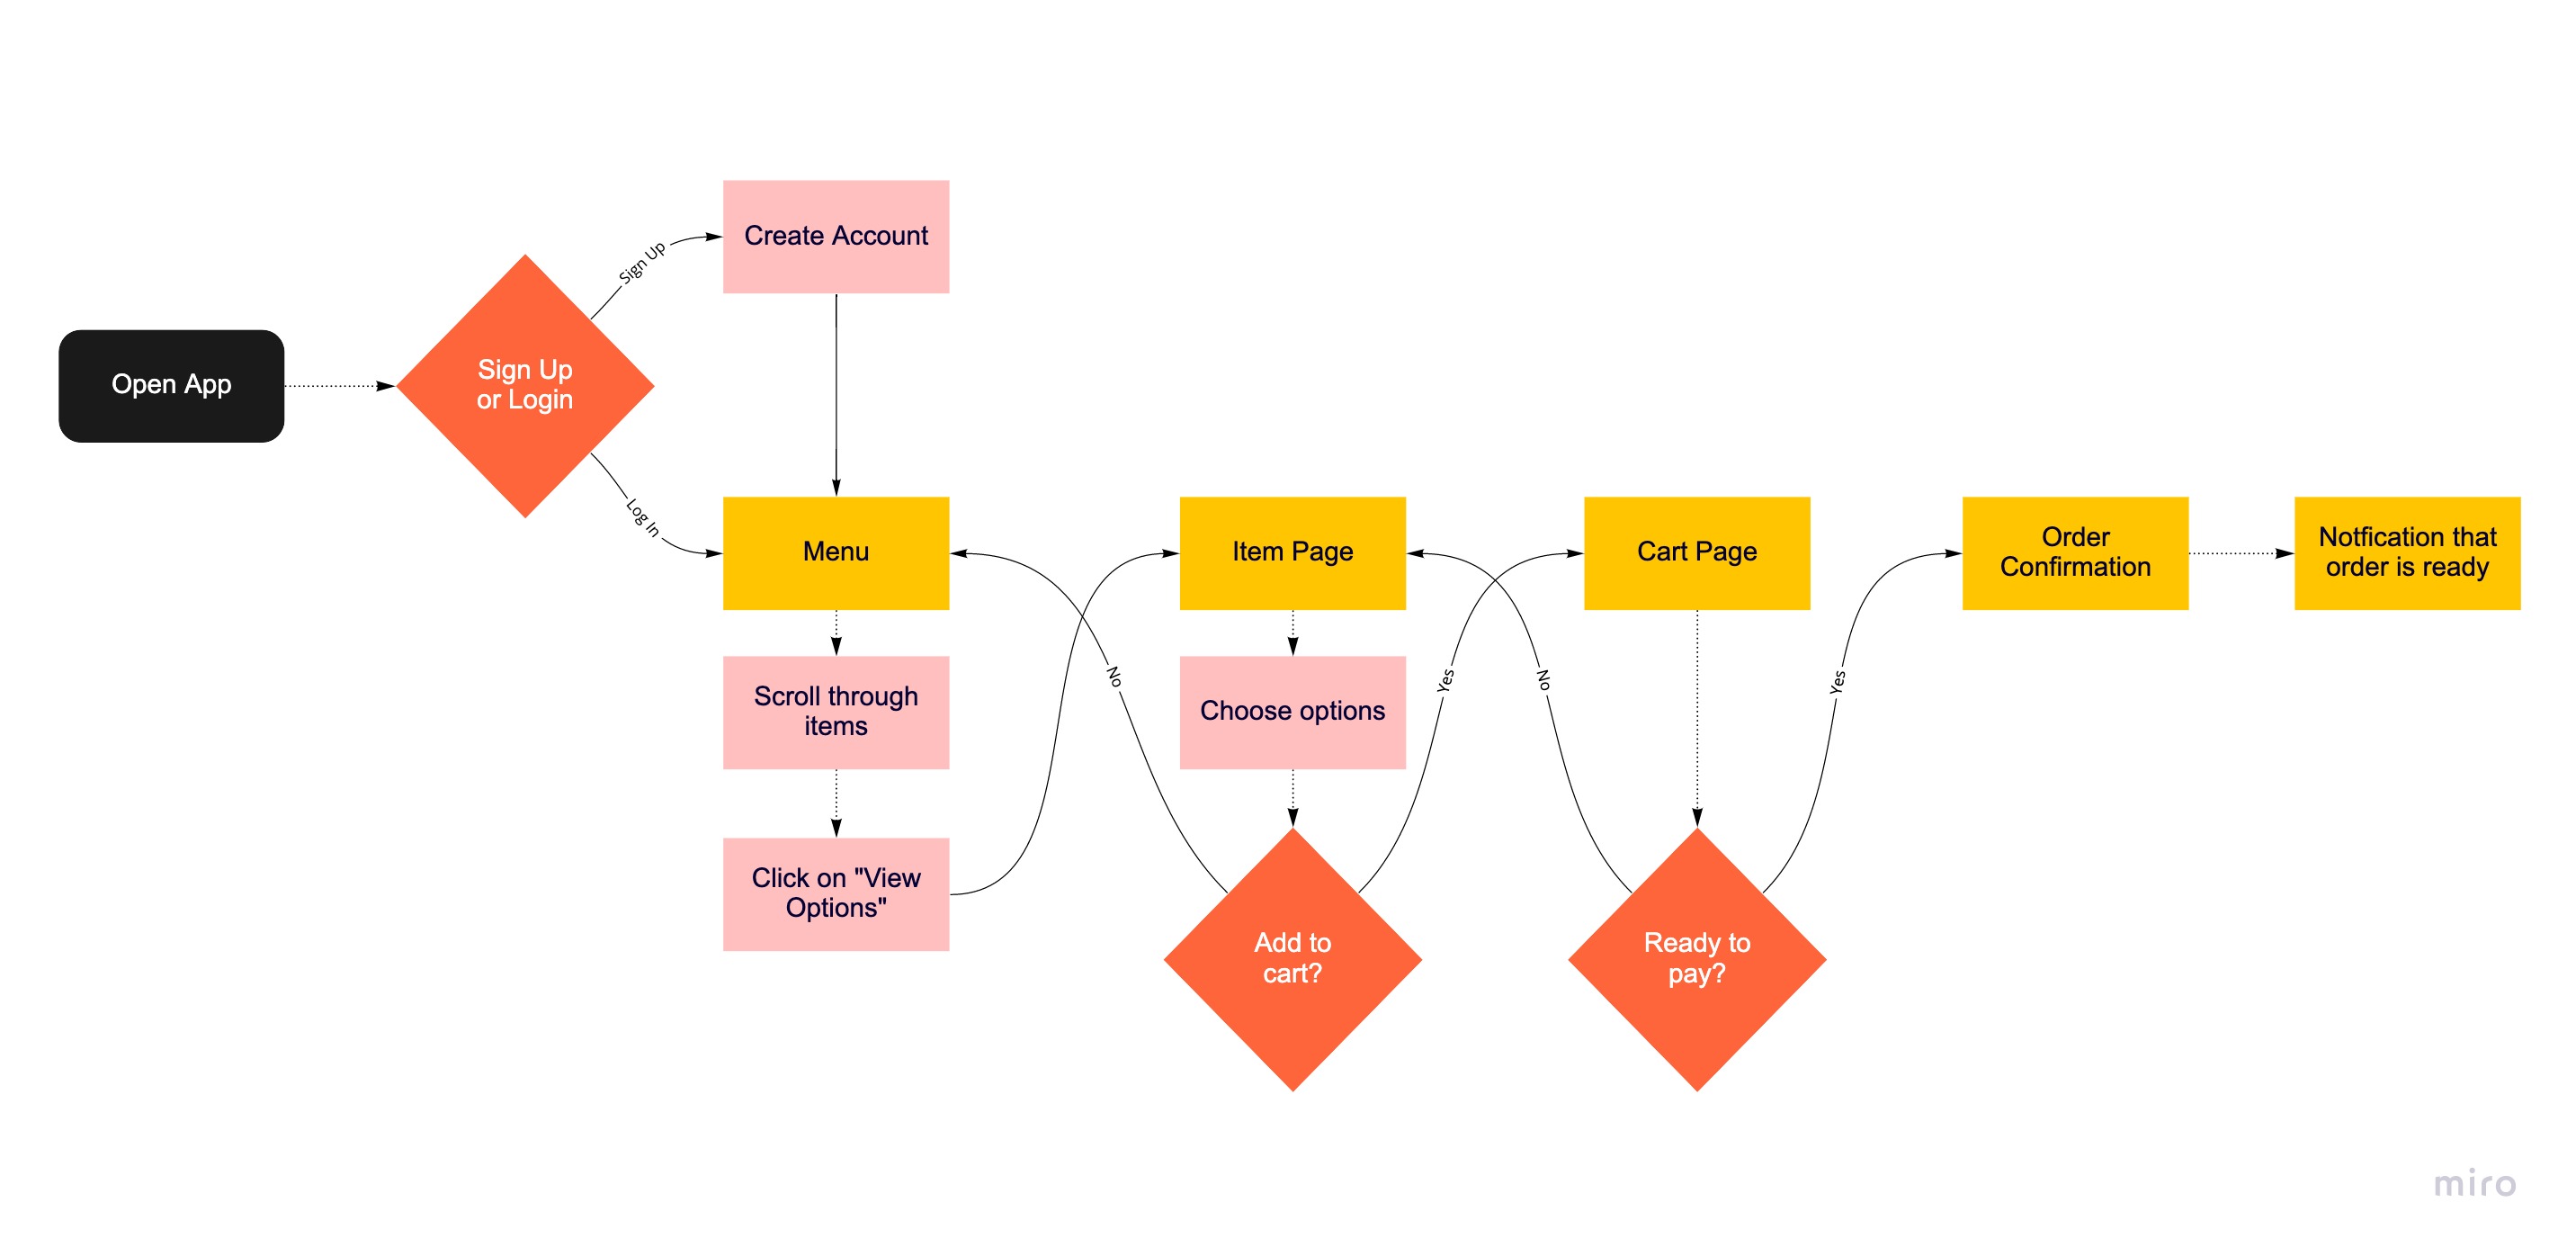 Create Account
Sign Up
Open App
Sign Up
or Login
Log In
Menu
Item Page
Cart Page
Order
Confirmation
Notfication that
order is ready
Scroll through
items
No
Choose options
Yes
No
Yes
Click on "View
Options"
Add to
cart?
Ready to
pay?
miro